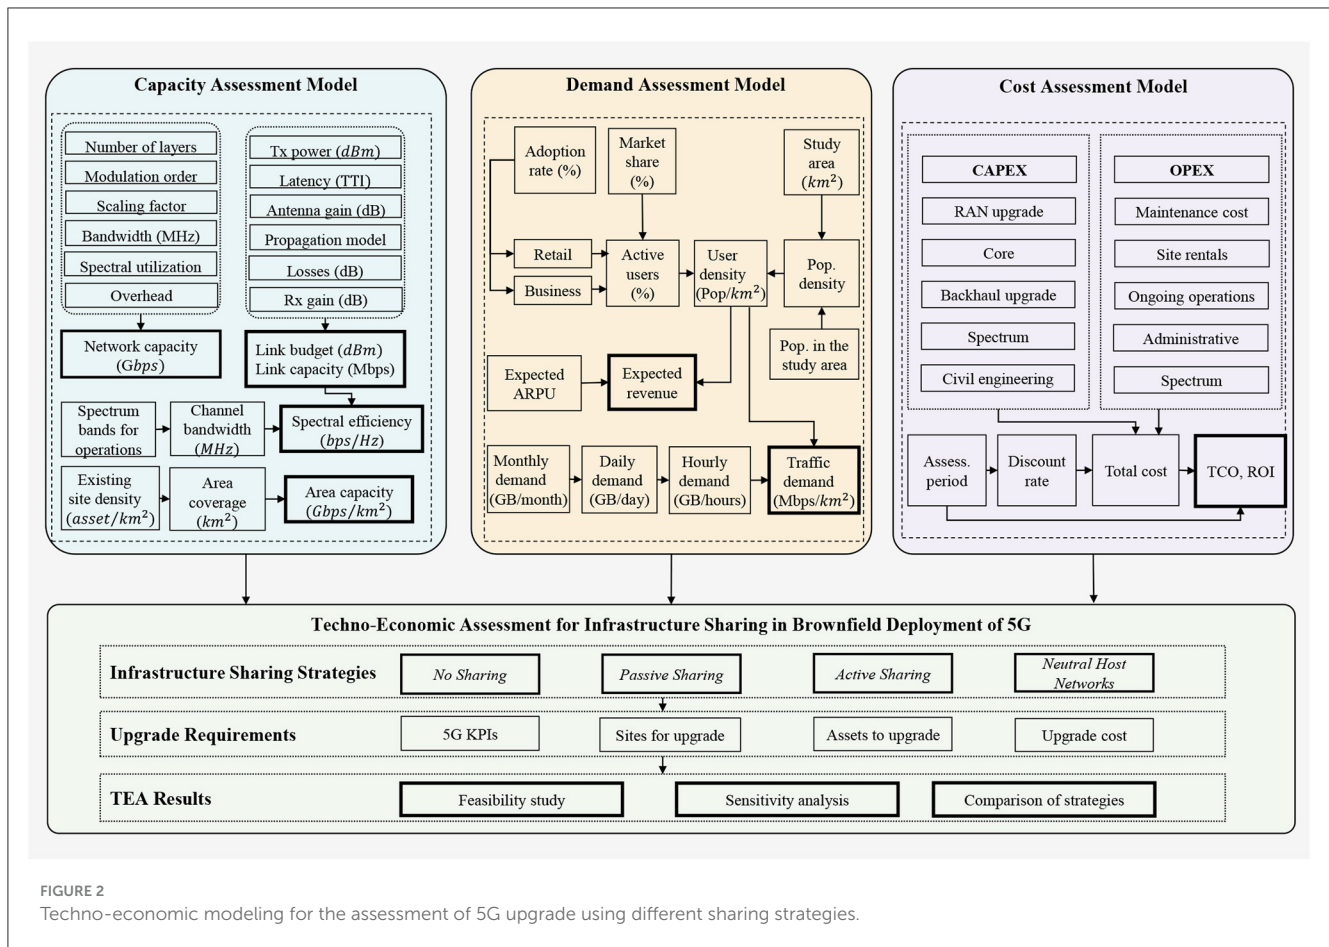 Capacity Assessment Model
Number of layers
Modulation order
Scaling factor
Bandwidth (MHz)
Spectral utilization
Overhead
Network capacity
(Gbps)
Tx power (dBm)
Latency (TTI)
Antenna gain (dB)
Propagation model
Losses (dB)
Rx gain (dB)
Link budget (dBm)
Link capacity (Mbps)
Spectrum
bands for
operations
Channel
bandwidth
(MHz)
Spectral efficiency
(bps/Hz)
Existing
site density
(asset/km²)
Area
coverage
(km²)
Area capacity
(Gbps/km²)
Demand Assessment Model
Adoption
rate (%)
Market
share
(%)
Study
area
(km²)
Retail
Business
Active
users
(%)
User
density
(Pop/km²)
Pop.
density
Pop. in the
study area
Expected
ARPU
Expected
revenue
Monthly
demand
(GB/month)
Daily
demand
(GB/day)
Hourly
demand
(GB/hours)
Traffic
demand
(Mbps/km²)
Cost Assessment Model
CAPEX
RAN upgrade
Core
Backhaul upgrade
Spectrum
Civil engineering
OPEX
Maintenance cost
Site rentals
Ongoing operations
Administrative
Spectrum
Assess.
period
Discount
rate
Total cost
TCO, ROI
Techno-Economic Assessment for Infrastructure Sharing in Brownfield Deployment of 5G
Infrastructure Sharing Strategies
No Sharing
Passive Sharing
Active Sharing
Neutral Host
Networks
Upgrade Requirements
5G KPIs
Sites for upgrade
Assets to upgrade
Upgrade cost
TEA Results
Feasibility study
Sensitivity analysis
Comparison of strategies
FIGURE 2
Techno-economic modeling for the assessment of 5G upgrade using different sharing strategies.